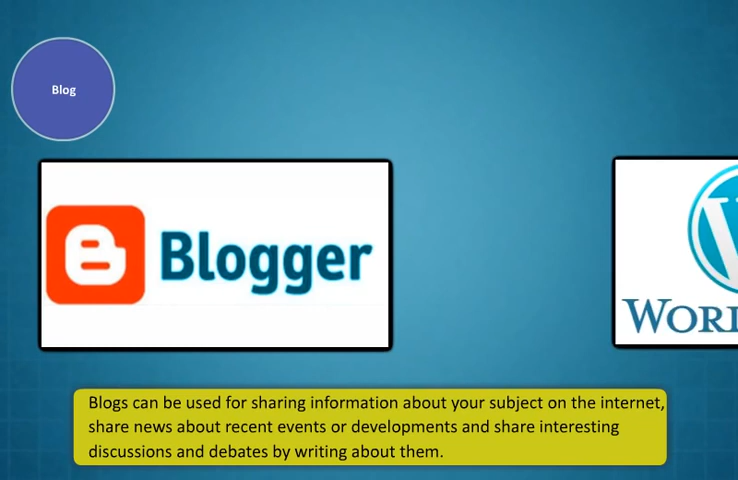 Blog
Blogger
Blogs can be used for sharing information about your subject on the internet,
share news about recent events or developments and share interesting
discussions and debates by writing about them.